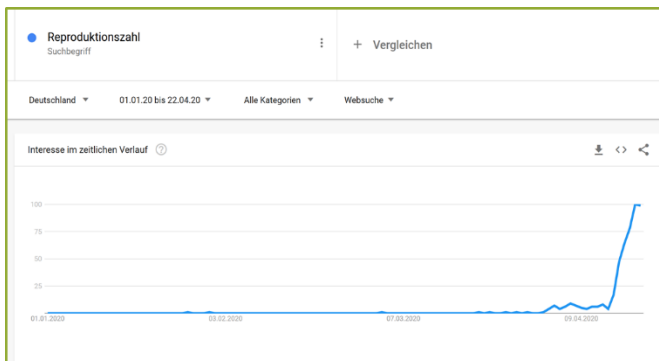 Reproduktionszahl
Suchbegriff
+ Vergleichen
Deutschland
01.01.20 bis 22.04.20
Alle Kategorien
Websuche
Interesse im zeitlichen Verlauf ?
100
75
50
25
01.01.2020 03.02.2020 07.03.2020 09.04.2020